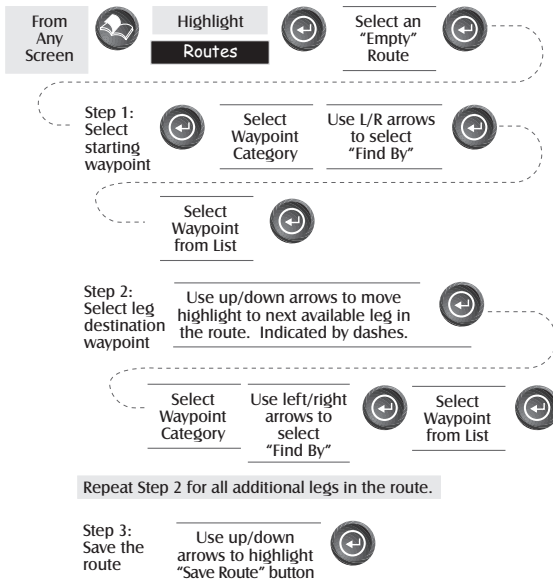 From
Any
Screen
Highlight
Routes
Select an
“Empty”
Route
Step 1:
Select
starting
waypoint
Select
Waypoint
Category
Use L/R arrows
to select
“Find By”
Select
Waypoint
from List
Step 2:
Select leg
destination
waypoint
Use up/down arrows to move
highlight to next available leg in
the route. Indicated by dashes.
Select
Waypoint
Category
Use left/right
arrows to
select
“Find By”
Select
Waypoint
from List
Repeat Step 2 for all additional legs in the route.
Step 3:
Save the
route
Use up/down
arrows to highlight
“Save Route” button